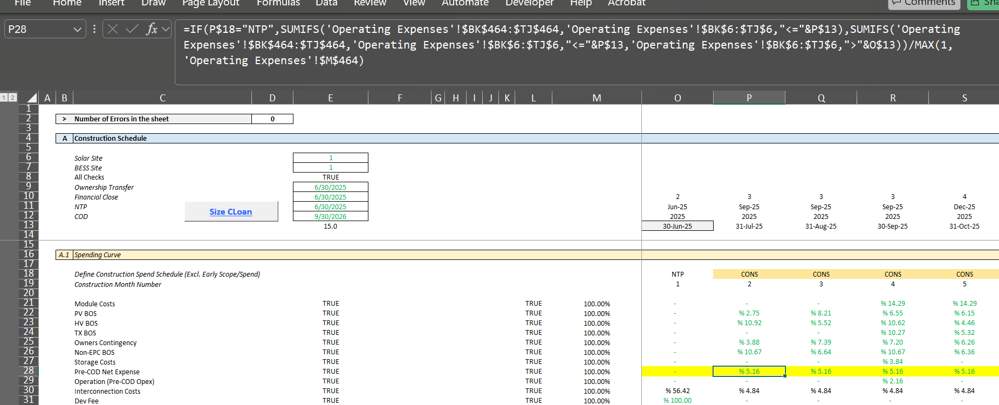 File Home Insert Draw Page Layout Formulas Data Review View Automate Developer Help Acrobat Comments Sha
P28 fx =IF(P$18="NTP",SUMIFS('Operating Expenses'!$BK$464:$TJ$464,'Operating Expenses'!$BK$6:$TJ$6,"<="&P$13),SUMIFS('Operating
Expenses'!$BK$464:$TJ$464,'Operating Expenses'!$BK$6:$TJ$6,"<="&P$13,'Operating Expenses'!$BK$6:$TJ$6,">"&O$13))/MAX(1,
'Operating Expenses'!$M$464)
1 2 A B C D E F G H I J K L M O P Q R S
1
2 > Number of Errors in the sheet 0
3
4 A Construction Schedule
5
6 Solar Site 1
7 BESS Site 1
8 All Checks TRUE
9 Ownership Transfer 6/30/2025
10 Financial Close 6/30/2025 2 3 3 3 4
11 NTP Size CLoan 6/30/2025 Jun-25 Sep-25 Sep-25 Sep-25 Dec-25
12 COD 9/30/2026 2025 2025 2025 2025 2025
13 15.0 30-Jun-25 31-Jul-25 31-Aug-25 30-Sep-25 31-Oct-25
14
15
16 A.1 Spending Curve
17
18 Define Construction Spend Schedule (Excl. Early Scope/Spend) NTP CONS CONS CONS CONS
19 Construction Month Number 1 2 3 4 5
20
21 Module Costs TRUE TRUE 100.00% - - - % 14.29 % 14.29
22 PV BOS TRUE TRUE 100.00% - % 2.75 % 8.21 % 6.55 % 6.15
23 HV BOS TRUE TRUE 100.00% - % 10.92 % 5.52 % 10.62 % 4.46
24 TX BOS TRUE TRUE 100.00% - - - % 10.27 % 5.32
25 Owners Contingency TRUE TRUE 100.00% - % 3.88 % 7.39 % 7.20 % 6.26
26 Non-EPC BOS TRUE TRUE 100.00% - % 10.67 % 6.64 % 10.67 % 6.36
27 Storage Costs TRUE TRUE 100.00% - - - % 3.84 -
28 Pre-COD Net Expense TRUE TRUE 100.00% - % 5.16 % 5.16 % 5.16 % 5.16
29 Operation (Pre-COD Opex) TRUE TRUE 100.00% - - - % 2.16 -
30 Interconnection Costs TRUE TRUE 100.00% % 56.42 % 4.84 % 4.84 % 4.84 % 4.84
31 Dev Fee TRUE TRUE 100.00% % 100.00 - - - -